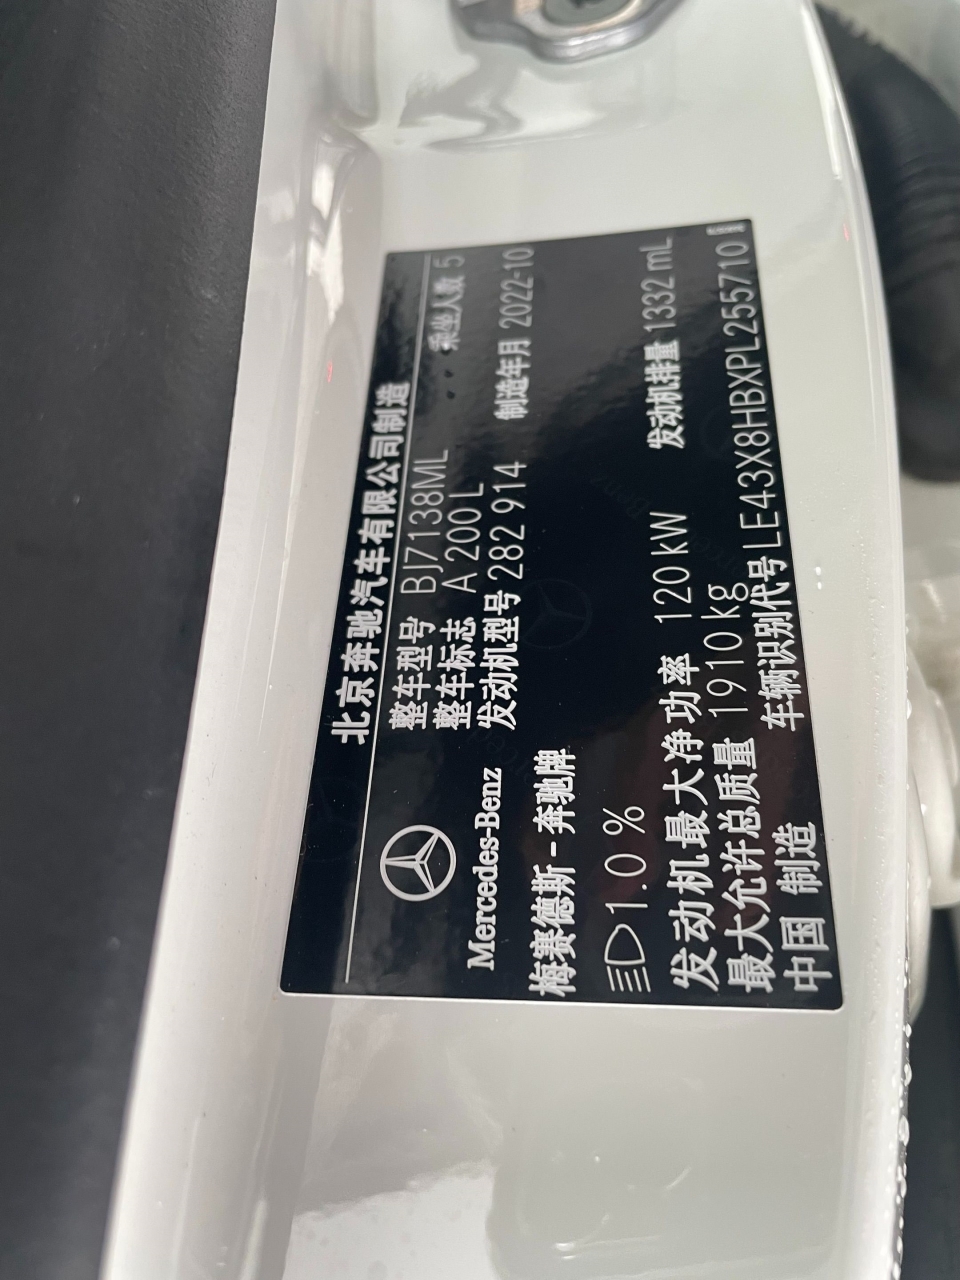 北京奔驰汽车有限公司制造
整车型号 BJ7138ML 乘坐人数 5
整车标志 A 200 L
发动机型号 282 914 制造年月 2022-10
Mercedes-Benz
梅赛德斯-奔驰牌
1.0 %
发动机最大净功率 120 kW 发动机排量 1332 mL
最大允许总质量 1910 kg
中国 制造 车辆识别代号 LE43X8HBXPL255710